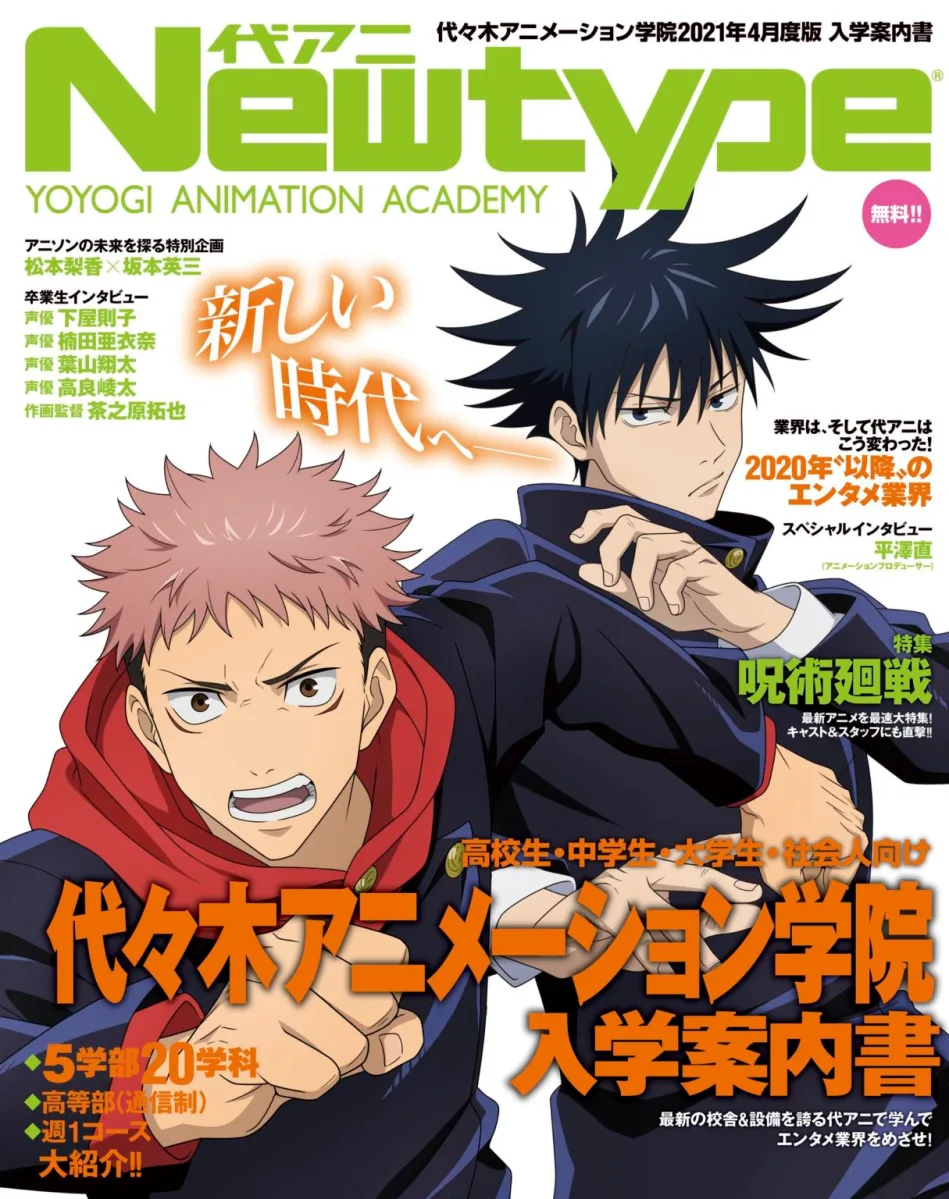 代々木アニメーション学院2021年4月度版 入学案内書
代アニ
Newtype®
YOYOGI ANIMATION ACADEMY
無料!!
アニソンの未来を探る特別企画
松本梨香×坂本英三
卒業生インタビュー
声優 下屋則子
声優 楠田亜衣奈
声優 葉山翔太
声優 高良崚太
作画監督 茶之原拓也
新しい
時代へ——
業界は、そして代アニは
こう変わった!
2020年〝以降〟の
エンタメ業界
スペシャルインタビュー
平澤直
(アニメーションプロデューサー)
特集
呪術廻戦
最新アニメを最速大特集!
キャスト&スタッフにも直撃!!
高校生・中学生・大学生・社会人向け
代々木アニメーション学院
入学案内書
◆5学部20学科
◆高等部(通信制)
◆週1コース
大紹介!!
最新の校舎&設備を誇る代アニで学んで
エンタメ業界をめざせ!